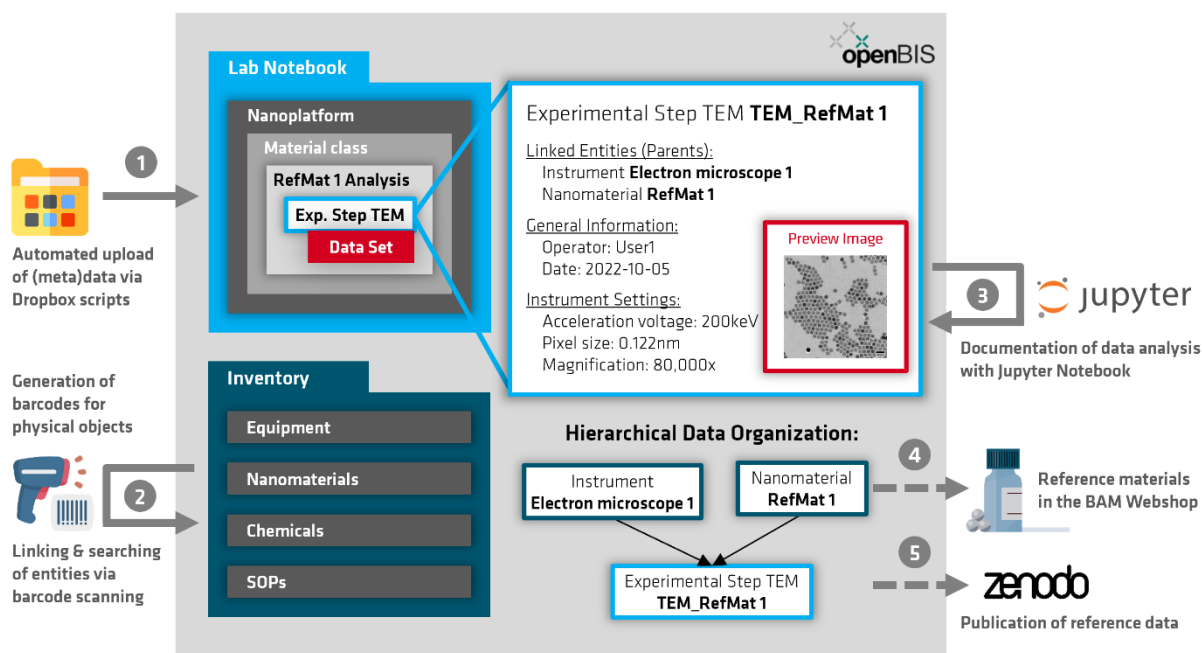 openBIS
Lab Notebook
Nanoplatform
Material class
RefMat 1 Analysis
Exp. Step TEM
Data Set
Experimental Step TEM TEM_RefMat 1
Linked Entities (Parents):
Instrument Electron microscope 1
Nanomaterial RefMat 1
General Information:
Operator: User1
Date: 2022-10-05
Instrument Settings:
Acceleration voltage: 200keV
Pixel size: 0.122nm
Magnification: 80,000x
Preview Image
1
Automated upload
of (meta)data via
Dropbox scripts
3
jupyter
Documentation of data analysis
with Jupyter Notebook
Generation of
barcodes for
physical objects
2
Linking & searching
of entities via
barcode scanning
Inventory
Equipment
Nanomaterials
Chemicals
SOPs
Hierarchical Data Organization:
Instrument
Electron microscope 1
Nanomaterial
RefMat 1
Experimental Step TEM
TEM_RefMat 1
4
Reference materials
in the BAM Webshop
5
zenodo
Publication of reference data